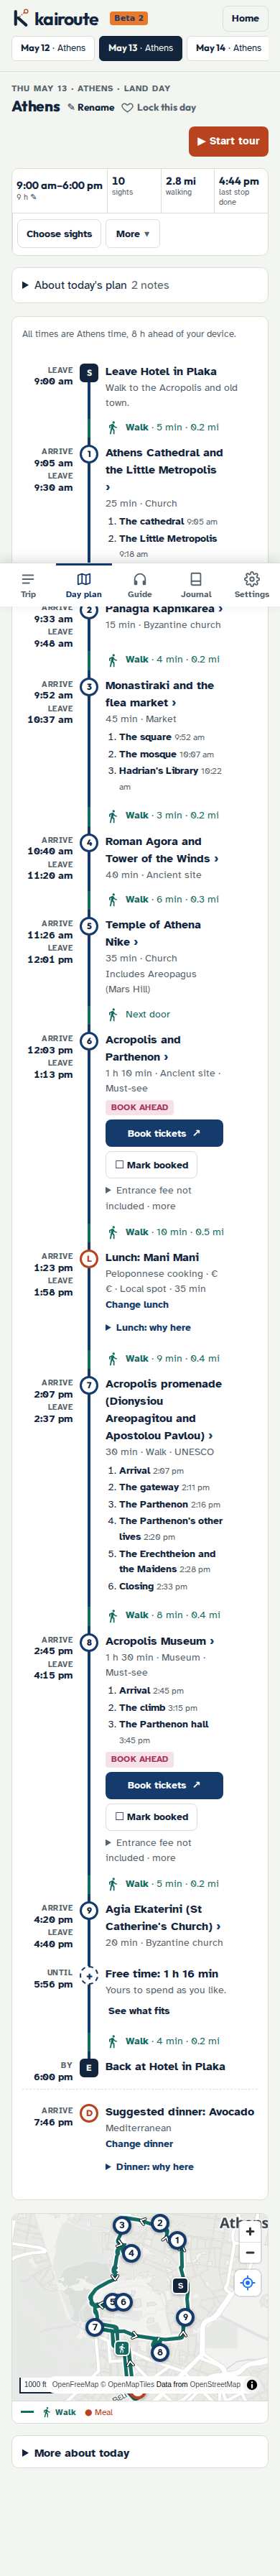 kairoute Beta 2 Home
May 12 · Athens May 13 · Athens May 14 · Athens
THU MAY 13 · ATHENS · LAND DAY
Athens ✎ Rename ♡ Lock this day
▶ Start tour
9:00 am–6:00 pm 10 2.8 mi 4:44 pm
9 h ✎ sights walking last stop
done
Choose sights More ▾
▶ About today's plan 2 notes
All times are Athens time, 8 h ahead of your device.
LEAVE
9:00 am
S
Leave Hotel in Plaka
Walk to the Acropolis and old
town.
Walk · 5 min · 0.2 mi
ARRIVE
9:05 am
LEAVE
9:30 am
1
Athens Cathedral and
the Little Metropolis
›
25 min · Church
1. The cathedral 9:05 am
2. The Little Metropolis
9:18 am
Trip Day plan Guide Journal Settings
ARRIVE
9:33 am
LEAVE
9:48 am
2
Panagia Kapnikarea ›
15 min · Byzantine church
Walk · 4 min · 0.2 mi
ARRIVE
9:52 am
LEAVE
10:37 am
3
Monastiraki and the
flea market ›
45 min · Market
1. The square 9:52 am
2. The mosque 10:07 am
3. Hadrian's Library 10:22
am
Walk · 3 min · 0.2 mi
ARRIVE
10:40 am
LEAVE
11:20 am
4
Roman Agora and
Tower of the Winds ›
40 min · Ancient site
Walk · 6 min · 0.3 mi
ARRIVE
11:26 am
LEAVE
12:01 pm
5
Temple of Athena
Nike ›
35 min · Church
Includes Areopagus
(Mars Hill)
Next door
ARRIVE
12:03 pm
LEAVE
1:13 pm
6
Acropolis and
Parthenon ›
1 h 10 min · Ancient site ·
Must-see
BOOK AHEAD
Book tickets ↗
☐ Mark booked
▶ Entrance fee not
included · more
Walk · 10 min · 0.5 mi
ARRIVE
1:23 pm
LEAVE
1:58 pm
L
Lunch: Mani Mani
Peloponnese cooking · €
€ · Local spot · 35 min
Change lunch
▶ Lunch: why here
Walk · 9 min · 0.4 mi
ARRIVE
2:07 pm
LEAVE
2:37 pm
7
Acropolis promenade
(Dionysiou
Areopagitou and
Apostolou Pavlou) ›
30 min · Walk · UNESCO
1. Arrival 2:07 pm
2. The gateway 2:11 pm
3. The Parthenon 2:16 pm
4. The Parthenon's other
lives 2:20 pm
5. The Erechtheion and
the Maidens 2:28 pm
6. Closing 2:33 pm
Walk · 8 min · 0.4 mi
ARRIVE
2:45 pm
LEAVE
4:15 pm
8
Acropolis Museum ›
1 h 30 min · Museum ·
Must-see
1. Arrival 2:45 pm
2. The climb 3:15 pm
3. The Parthenon hall
3:45 pm
BOOK AHEAD
Book tickets ↗
☐ Mark booked
▶ Entrance fee not
included · more
Walk · 5 min · 0.2 mi
ARRIVE
4:20 pm
LEAVE
4:40 pm
9
Agia Ekaterini (St
Catherine's Church) ›
20 min · Byzantine church
UNTIL
5:56 pm
+
Free time: 1 h 16 min
Yours to spend as you like.
See what fits
Walk · 4 min · 0.2 mi
BY
6:00 pm
E
Back at Hotel in Plaka
ARRIVE
7:46 pm
D
Suggested dinner: Avocado
Mediterranean
Change dinner
▶ Dinner: why here
Athens
3 2 1 4 S 5 6 9 7 8
+
−
1000 ft OpenFreeMap © OpenMapTiles Data from OpenStreetMap
Walk Meal
▶ More about today